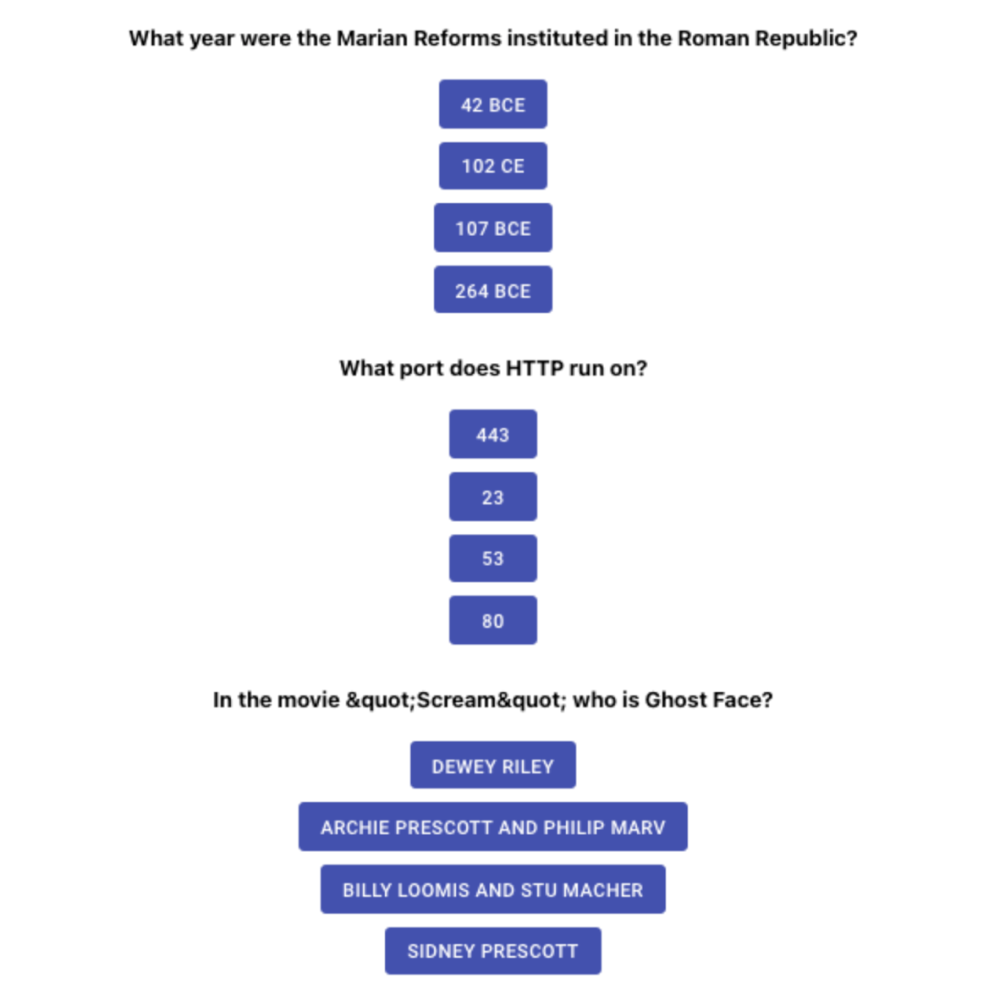 What year were the Marian Reforms instituted in the Roman Republic?
42 BCE
102 CE
107 BCE
264 BCE
What port does HTTP run on?
443
23
53
80
In the movie &quot;Scream&quot; who is Ghost Face?
DEWEY RILEY
ARCHIE PRESCOTT AND PHILIP MARV
BILLY LOOMIS AND STU MACHER
SIDNEY PRESCOTT